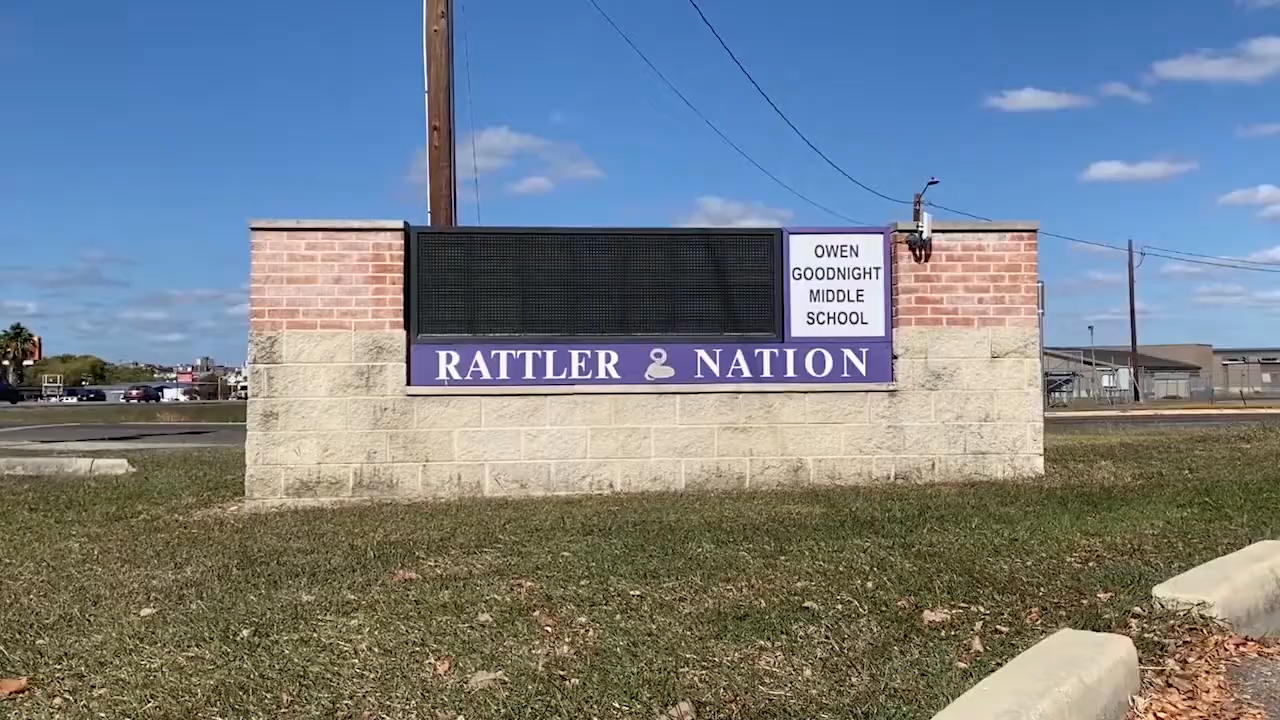 OWEN
GOODNIGHT
MIDDLE
SCHOOL
RATTLER NATION